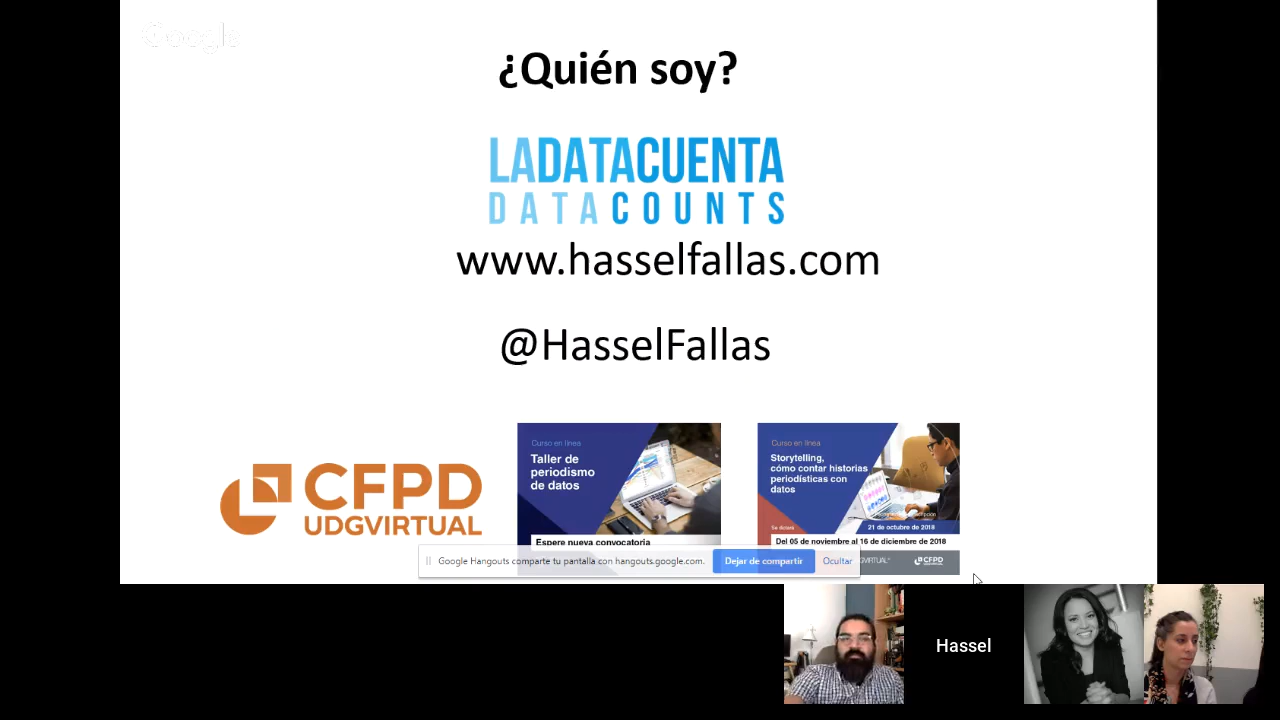 Google
¿Quién soy?
LADATACUENTA
DATACOUNTS
www.hasselfallas.com
@HasselFallas
CFPD
UDGVIRTUAL
Curso en línea
Taller de
periodismo
de datos
Espere nueva convocatoria
Curso en línea
Storytelling,
cómo contar historias
periodísticas con
datos
21 de octubre de 2018
Del 05 de noviembre al 16 de diciembre de 2018
CFPD
Google Hangouts comparte tu pantalla con hangouts.google.com.
Dejar de compartir
Ocultar
Hassel